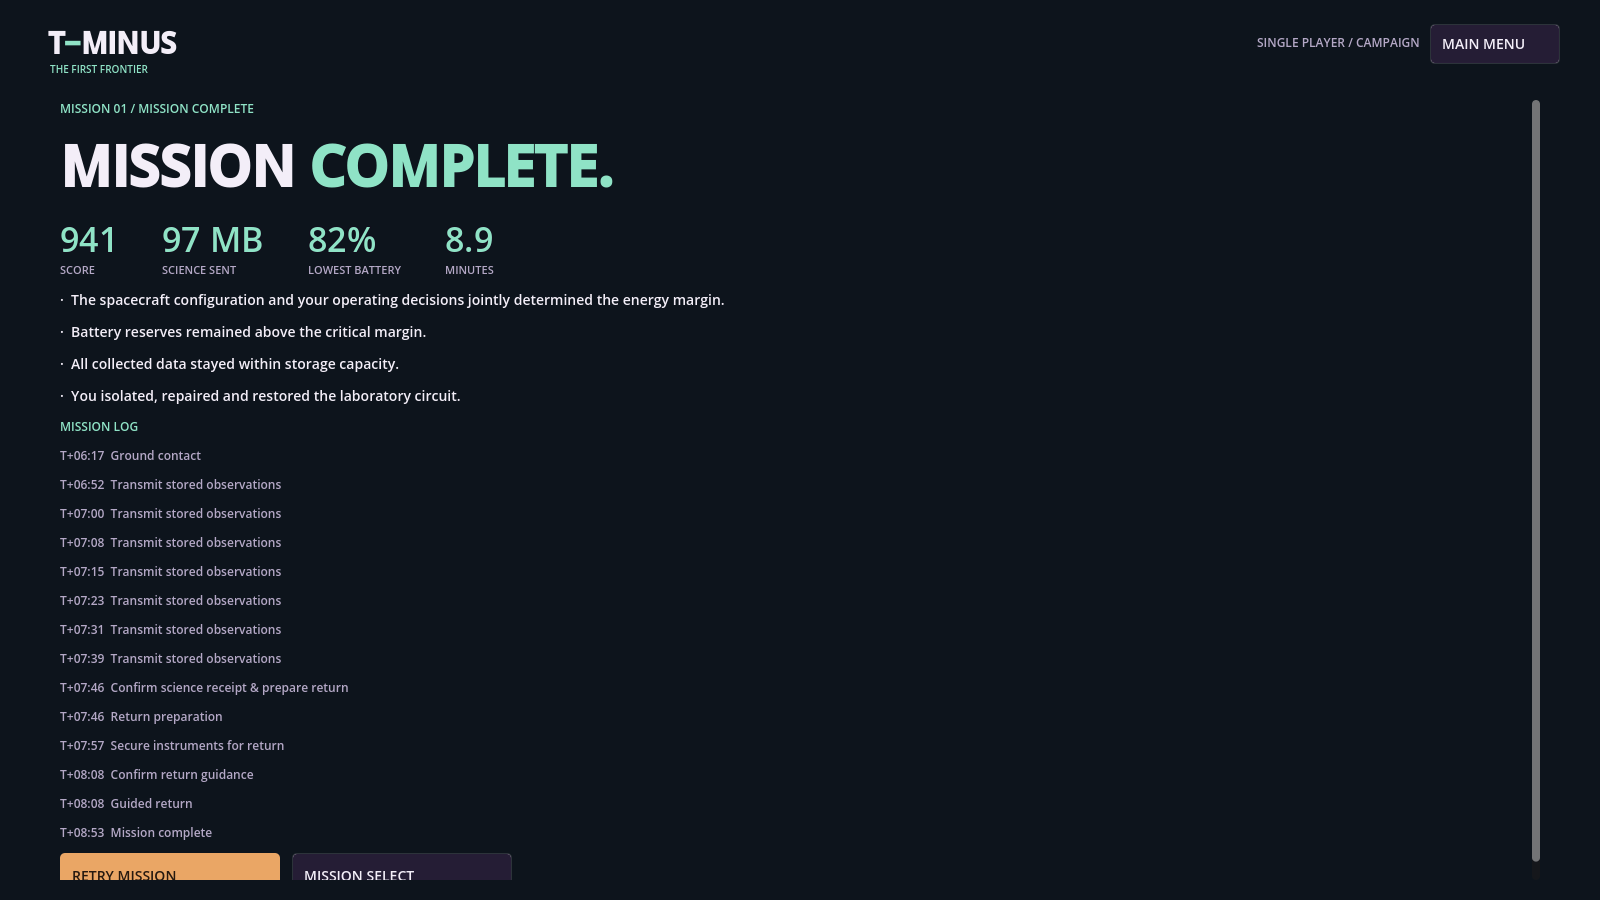 T–MINUS
THE FIRST FRONTIER
SINGLE PLAYER / CAMPAIGN
MAIN MENU
MISSION 01 / MISSION COMPLETE
MISSION COMPLETE.
941
SCORE
97 MB
SCIENCE SENT
82%
LOWEST BATTERY
8.9
MINUTES
· The spacecraft configuration and your operating decisions jointly determined the energy margin.
· Battery reserves remained above the critical margin.
· All collected data stayed within storage capacity.
· You isolated, repaired and restored the laboratory circuit.
MISSION LOG
T+06:17 Ground contact
T+06:52 Transmit stored observations
T+07:00 Transmit stored observations
T+07:08 Transmit stored observations
T+07:15 Transmit stored observations
T+07:23 Transmit stored observations
T+07:31 Transmit stored observations
T+07:39 Transmit stored observations
T+07:46 Confirm science receipt & prepare return
T+07:46 Return preparation
T+07:57 Secure instruments for return
T+08:08 Confirm return guidance
T+08:08 Guided return
T+08:53 Mission complete
RETRY MISSION
MISSION SELECT